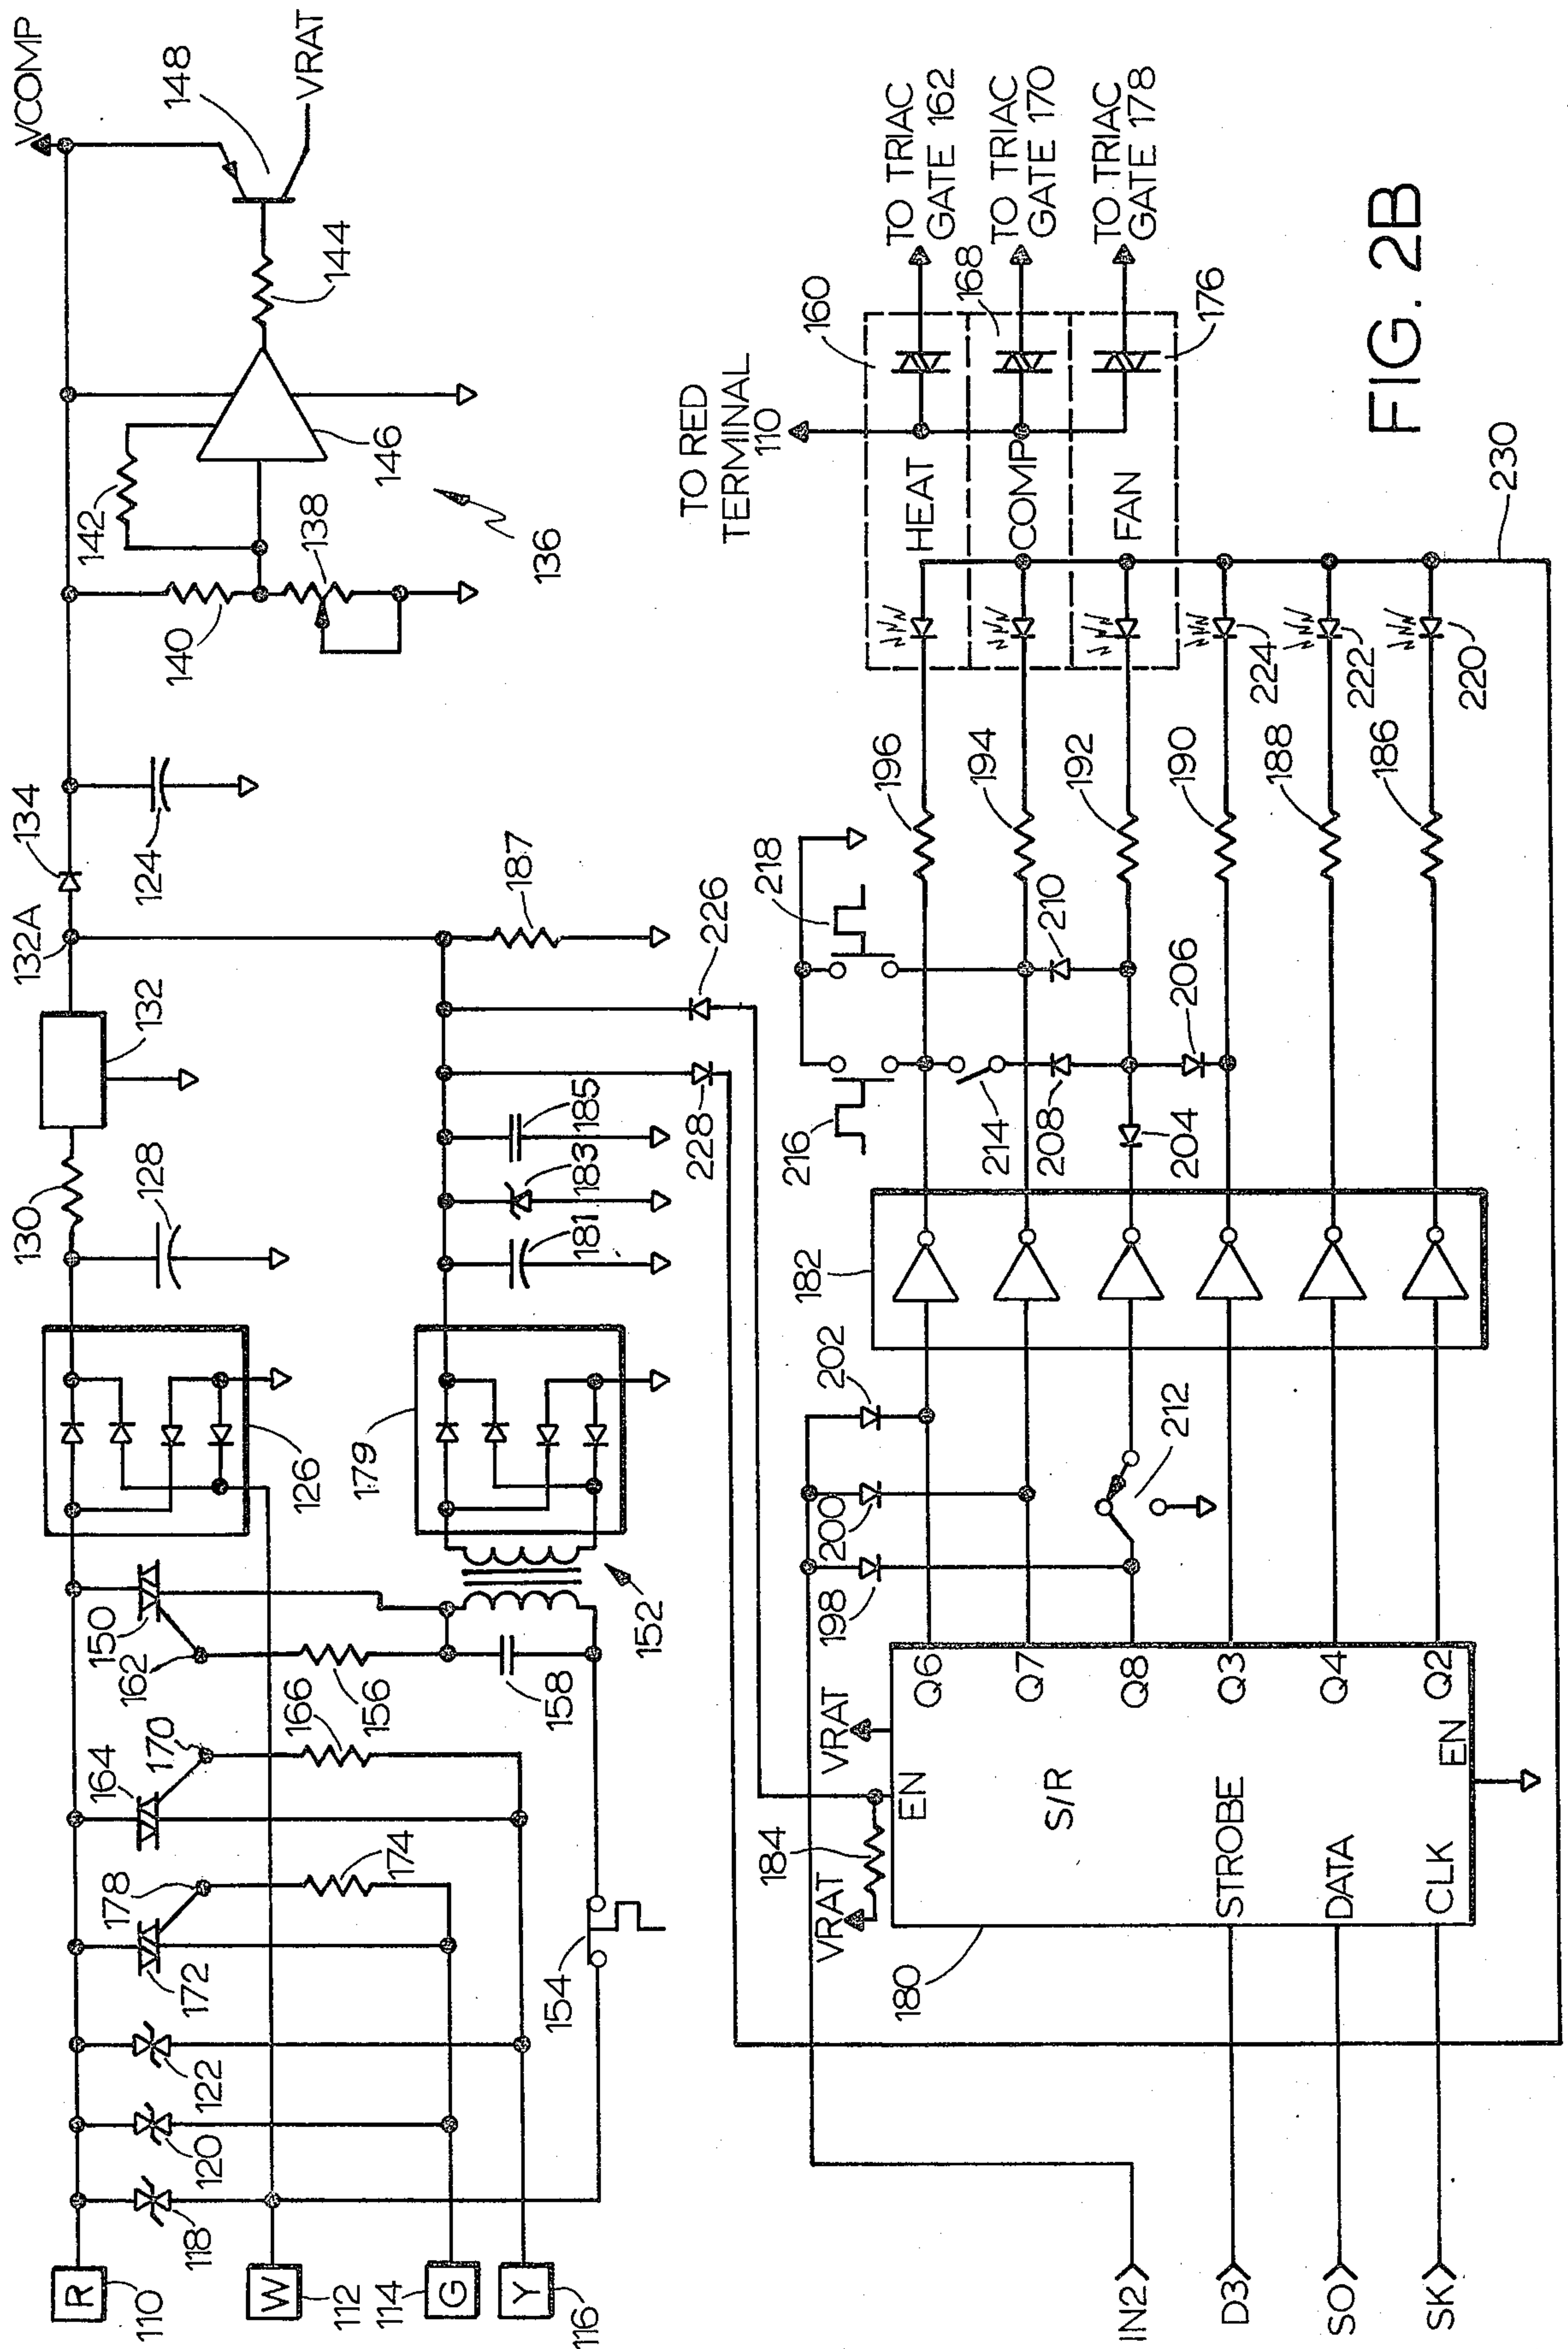 VCOMP
148
VRAT
144
142
146
138
136
140
134
124
132A
187
132
130
128
226
228
185
183
181
126
179
152
150
162
156
158
166
170
164
174
178
172
154
122
120
118
R
110
W
112
114
G
Y
116
TO RED
TERMINAL
110
160
168
176
TO TRIAC
GATE 162
TO TRIAC
GATE 170
TO TRIAC
GATE 178
HEAT
COMP
FAN
230
224
222
220
196
194
192
190
188
186
218
210
206
216
214
208
204
182
202
200
198
212
VRAT
VRAT
184
EN
Q6
Q7
Q8
Q3
Q4
Q2
S/R
EN
STROBE
DATA
CLK
180
IN2
D3
SO
SK
FIG. 2B